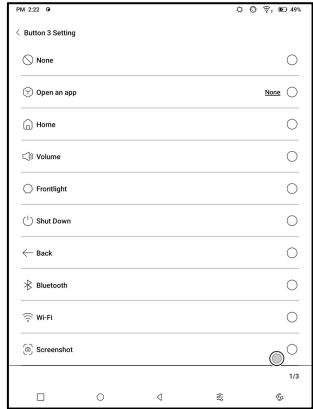 PM 2:22 49%
Button 3 Setting
None
Open an app None
Home
Volume
Frontlight
Shut Down
Back
Bluetooth
Wi-Fi
Screenshot
1/3